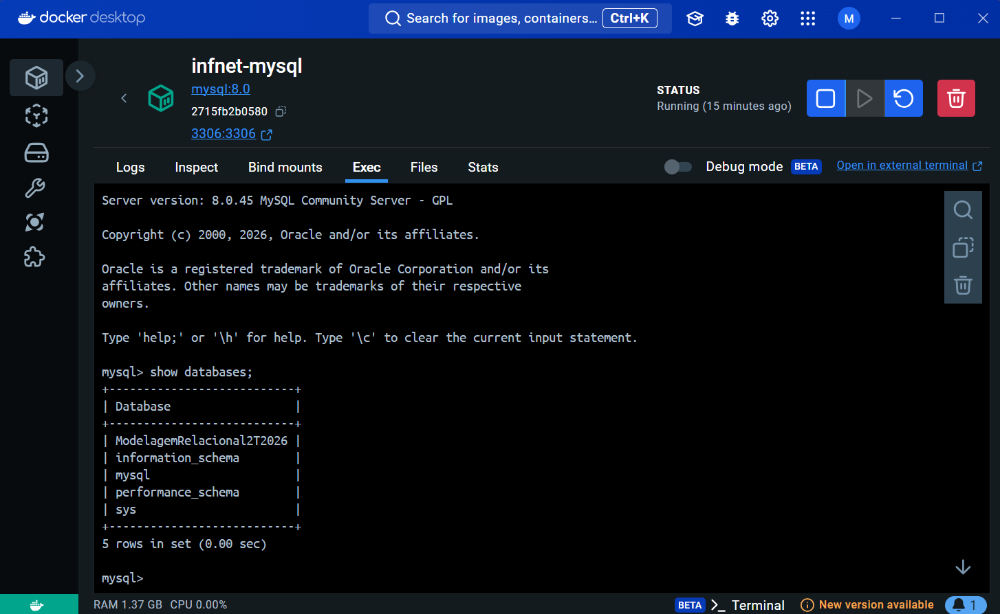 docker desktop
Search for images, containers... Ctrl+K
M
infnet-mysql
mysql:8.0
2715fb2b0580
3306:3306
STATUS
Running (15 minutes ago)
Logs Inspect Bind mounts Exec Files Stats
Debug mode BETA Open in external terminal
Server version: 8.0.45 MySQL Community Server - GPL
Copyright (c) 2000, 2026, Oracle and/or its affiliates.
Oracle is a registered trademark of Oracle Corporation and/or its
affiliates. Other names may be trademarks of their respective
owners.
Type 'help;' or '\h' for help. Type '\c' to clear the current input statement.
mysql> show databases;
+---------------------------+
| Database                  |
+---------------------------+
| ModelagemRelacional2T2026 |
| information_schema        |
| mysql                     |
| performance_schema        |
| sys                       |
+---------------------------+
5 rows in set (0.00 sec)
mysql>
RAM 1.37 GB CPU 0.00%
BETA >_ Terminal
New version available
1